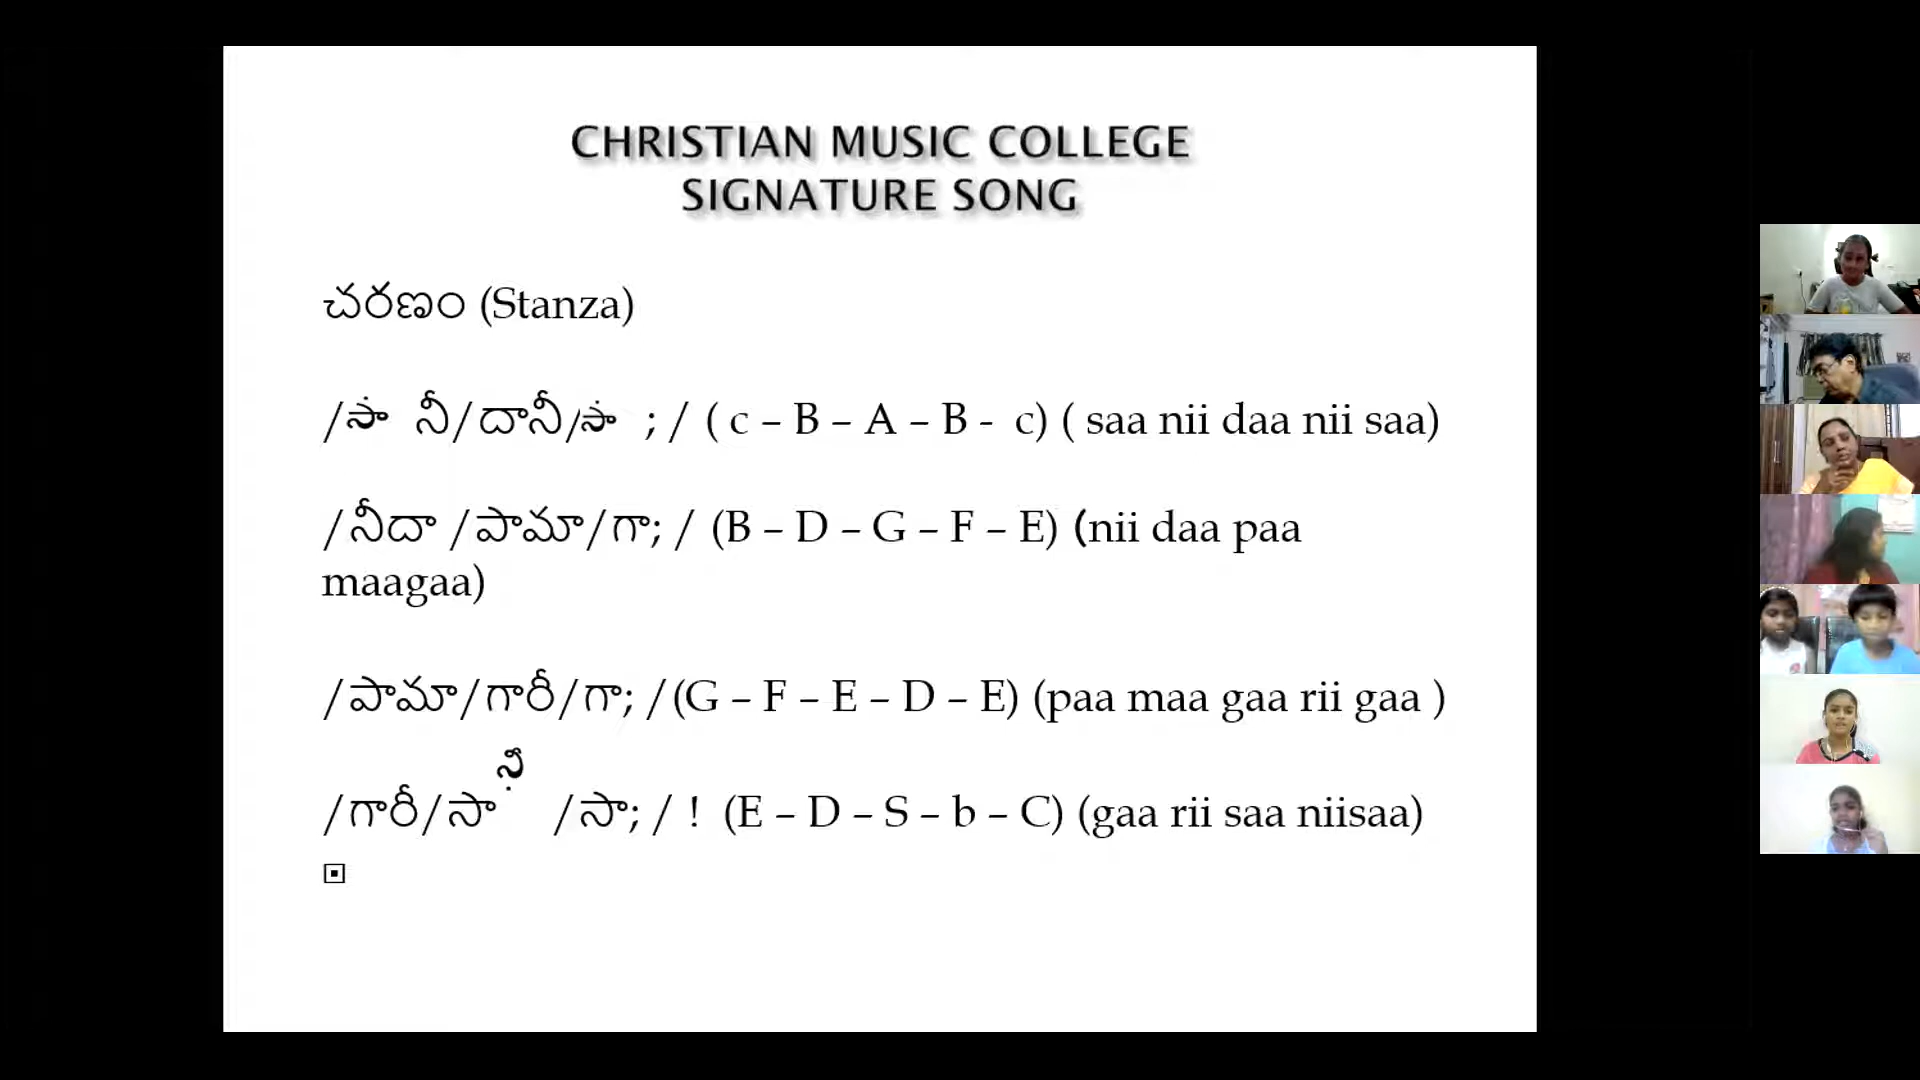 CHRISTIAN MUSIC COLLEGE
SIGNATURE SONG
చరణం (Stanza)
/సాׄ నీ/దానీ/సాׄ ; / ( c – B – A – B - c) ( saa nii daa nii saa)
/నీదా /పామా/గా; / (B – D – G – F – E) (nii daa paa
maagaa)
/పామా/గారీ/గా; /(G – F – E – D – E) (paa maa gaa rii gaa )
/గారీ/సా నీ̣ /సా; / ! (E – D – S – b – C) (gaa rii saa niisaa)